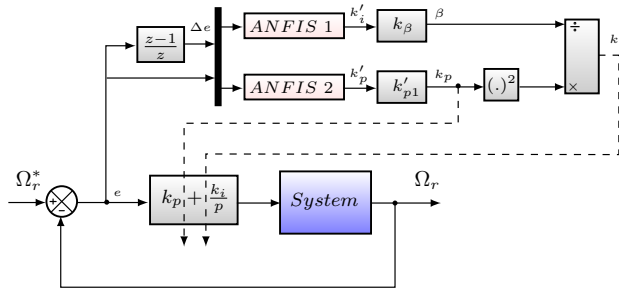 z−1
z
Δe
ANFIS 1
k′i
kβ
β
÷
ANFIS 2
k′p
k′p1
kp
(.)²
×
k
Ω*r
+
−
e
kp + ki
p
System
Ωr